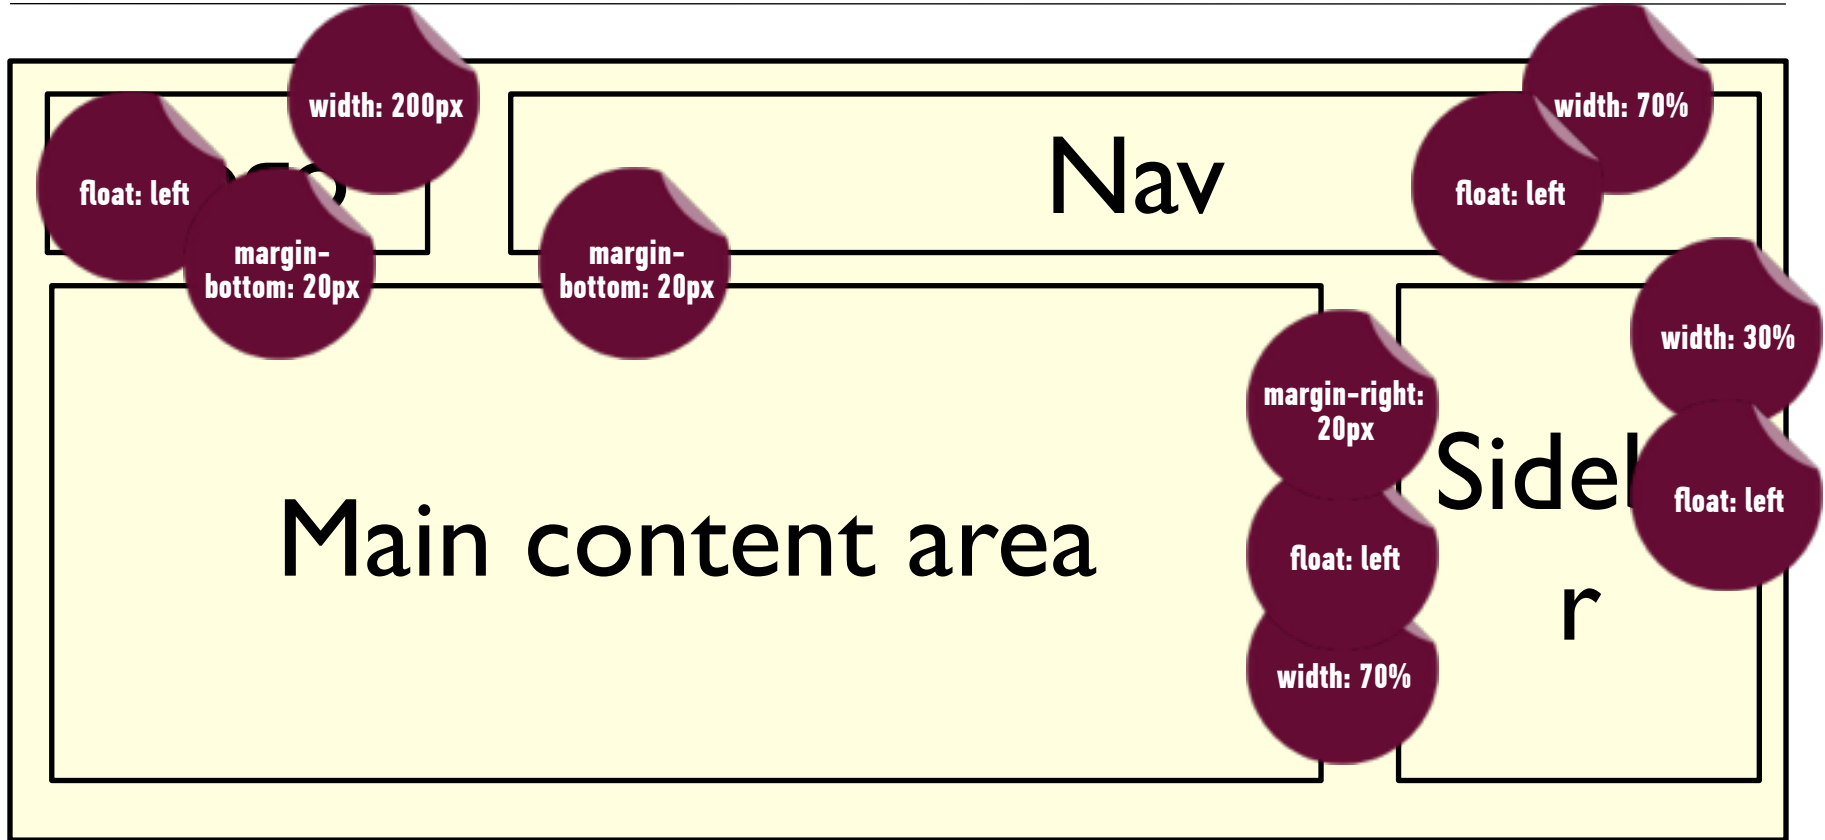 width: 200px
width: 70%
float: left
Nav
float: left
margin-
bottom: 20px
margin-
bottom: 20px
width: 30%
margin-right:
20px
float: left
Main content area
float: left
r
width: 70%